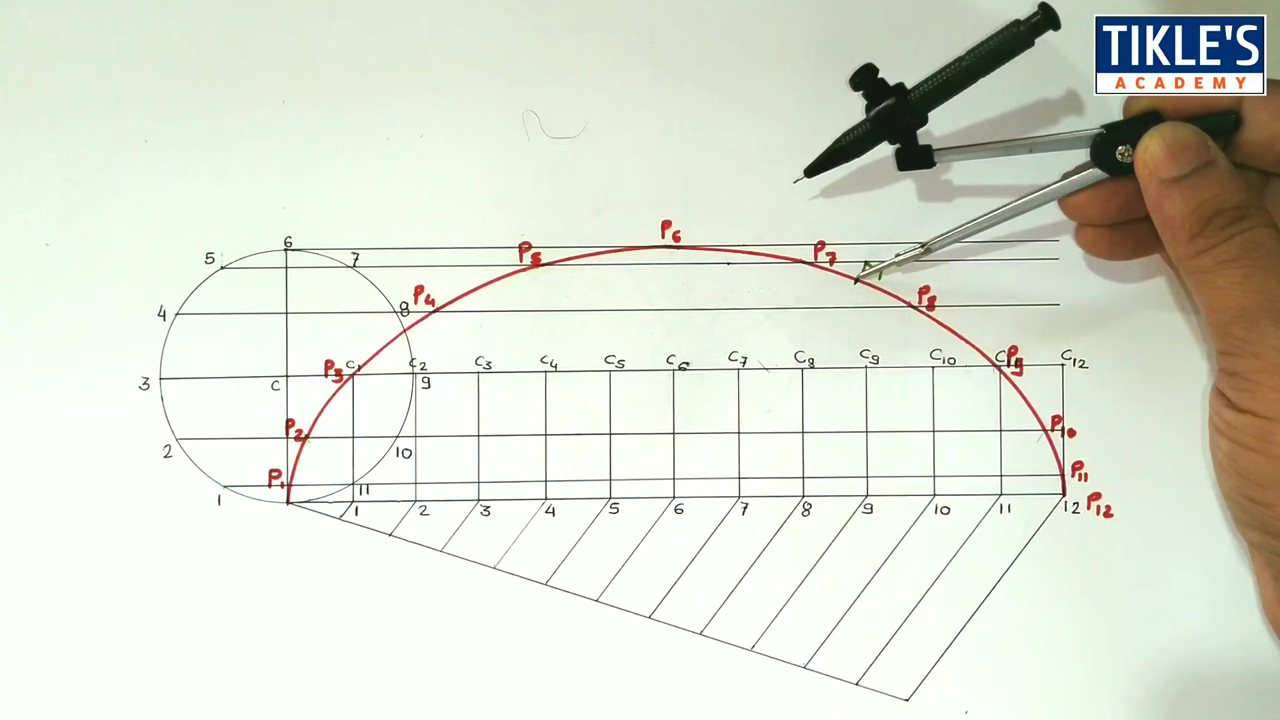 TIKLE'S
ACADEMY
P6
6
5 7 P5 P7
4 P4 8 P8
3 C P3 C1 C2 9 C3 C4 C5 C6 C7 C8 C9 C10 P9 C12
2 P2 10 P10
1 P1 11 P11
1 2 3 4 5 6 7 8 9 10 11 12 P12